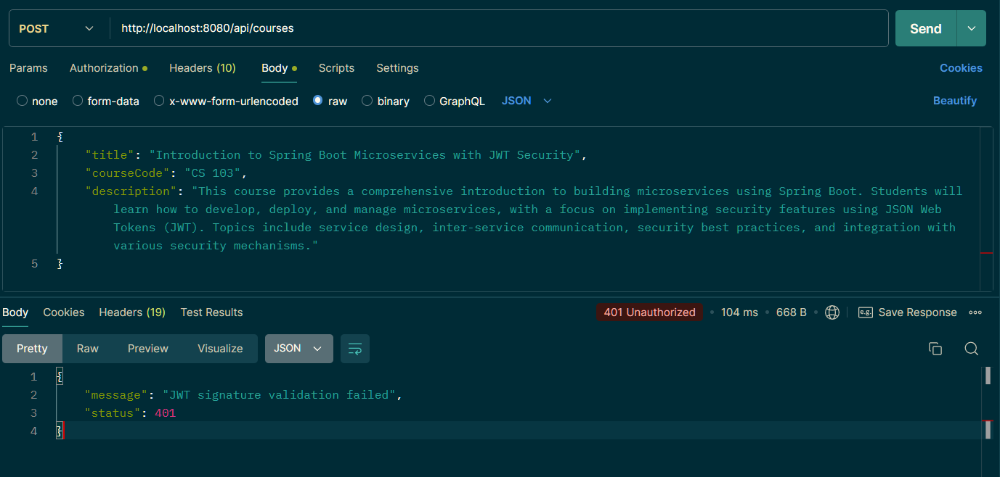 POST http://localhost:8080/api/courses Send
Params Authorization Headers (10) Body Scripts Settings Cookies
none form-data x-www-form-urlencoded raw binary GraphQL JSON Beautify
1 {
2 "title": "Introduction to Spring Boot Microservices with JWT Security",
3 "courseCode": "CS 103",
4 "description": "This course provides a comprehensive introduction to building microservices using Spring Boot. Students will
learn how to develop, deploy, and manage microservices, with a focus on implementing security features using JSON Web
Tokens (JWT). Topics include service design, inter-service communication, security best practices, and integration with
various security mechanisms."
5 }
Body Cookies Headers (19) Test Results 401 Unauthorized • 104 ms • 668 B • e.g. Save Response
Pretty Raw Preview Visualize JSON
1 {
2 "message": "JWT signature validation failed",
3 "status": 401
4 }